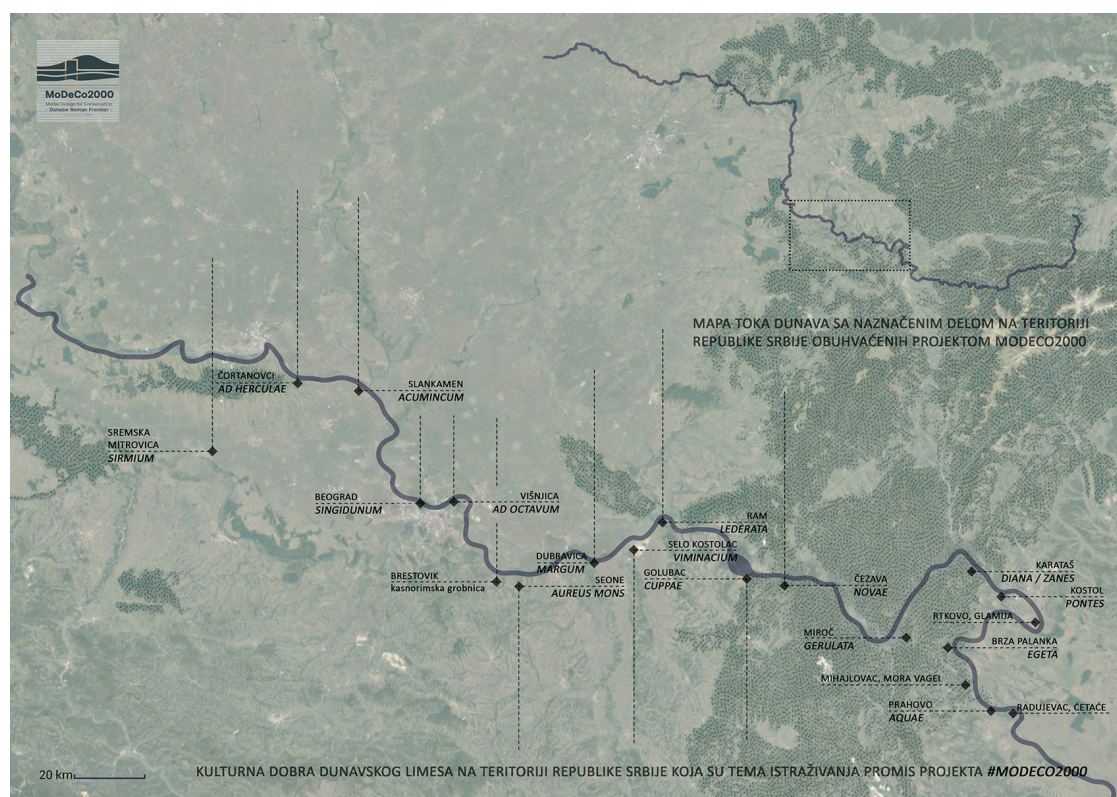 MoDeCo2000
Danube Roman Frontier
MAPA TOKA DUNAVA SA NAZNAČENIM DELOM NA TERITORIJI
REPUBLIKE SRBIJE OBUHVAĆENIH PROJEKTOM MODECO2000
ČORTANOVCI
AD HERCULAE
SLANKAMEN
ACUMINCUM
SREMSKA
MITROVICA
SIRMIUM
BEOGRAD
SINGIDUNUM
VIŠNJICA
AD OCTAVUM
RAM
LEDERATA
SELO KOSTOLAC
VIMINACIUM
DUBRAVICA
MARGUM
BRESTOVIK
kasnorimska grobnica
SEONE
AUREUS MONS
GOLUBAC
CUPPAE
ČEZAVA
NOVAE
KARATAŠ
DIANA / ZANES
KOSTOL
PONTES
RTKOVO, GLAMIJA
MIROČ
GERULATA
BRZA PALANKA
EGETA
MIHAJLOVAC, MORA VAGEI
PRAHOVO
AQUAE
RADUJEVAC, ĆETAĆE
20 km
KULTURNA DOBRA DUNAVSKOG LIMESA NA TERITORIJI REPUBLIKE SRBIJE KOJA SU TEMA ISTRAŽIVANJA PROMIS PROJEKTA #MODECO2000